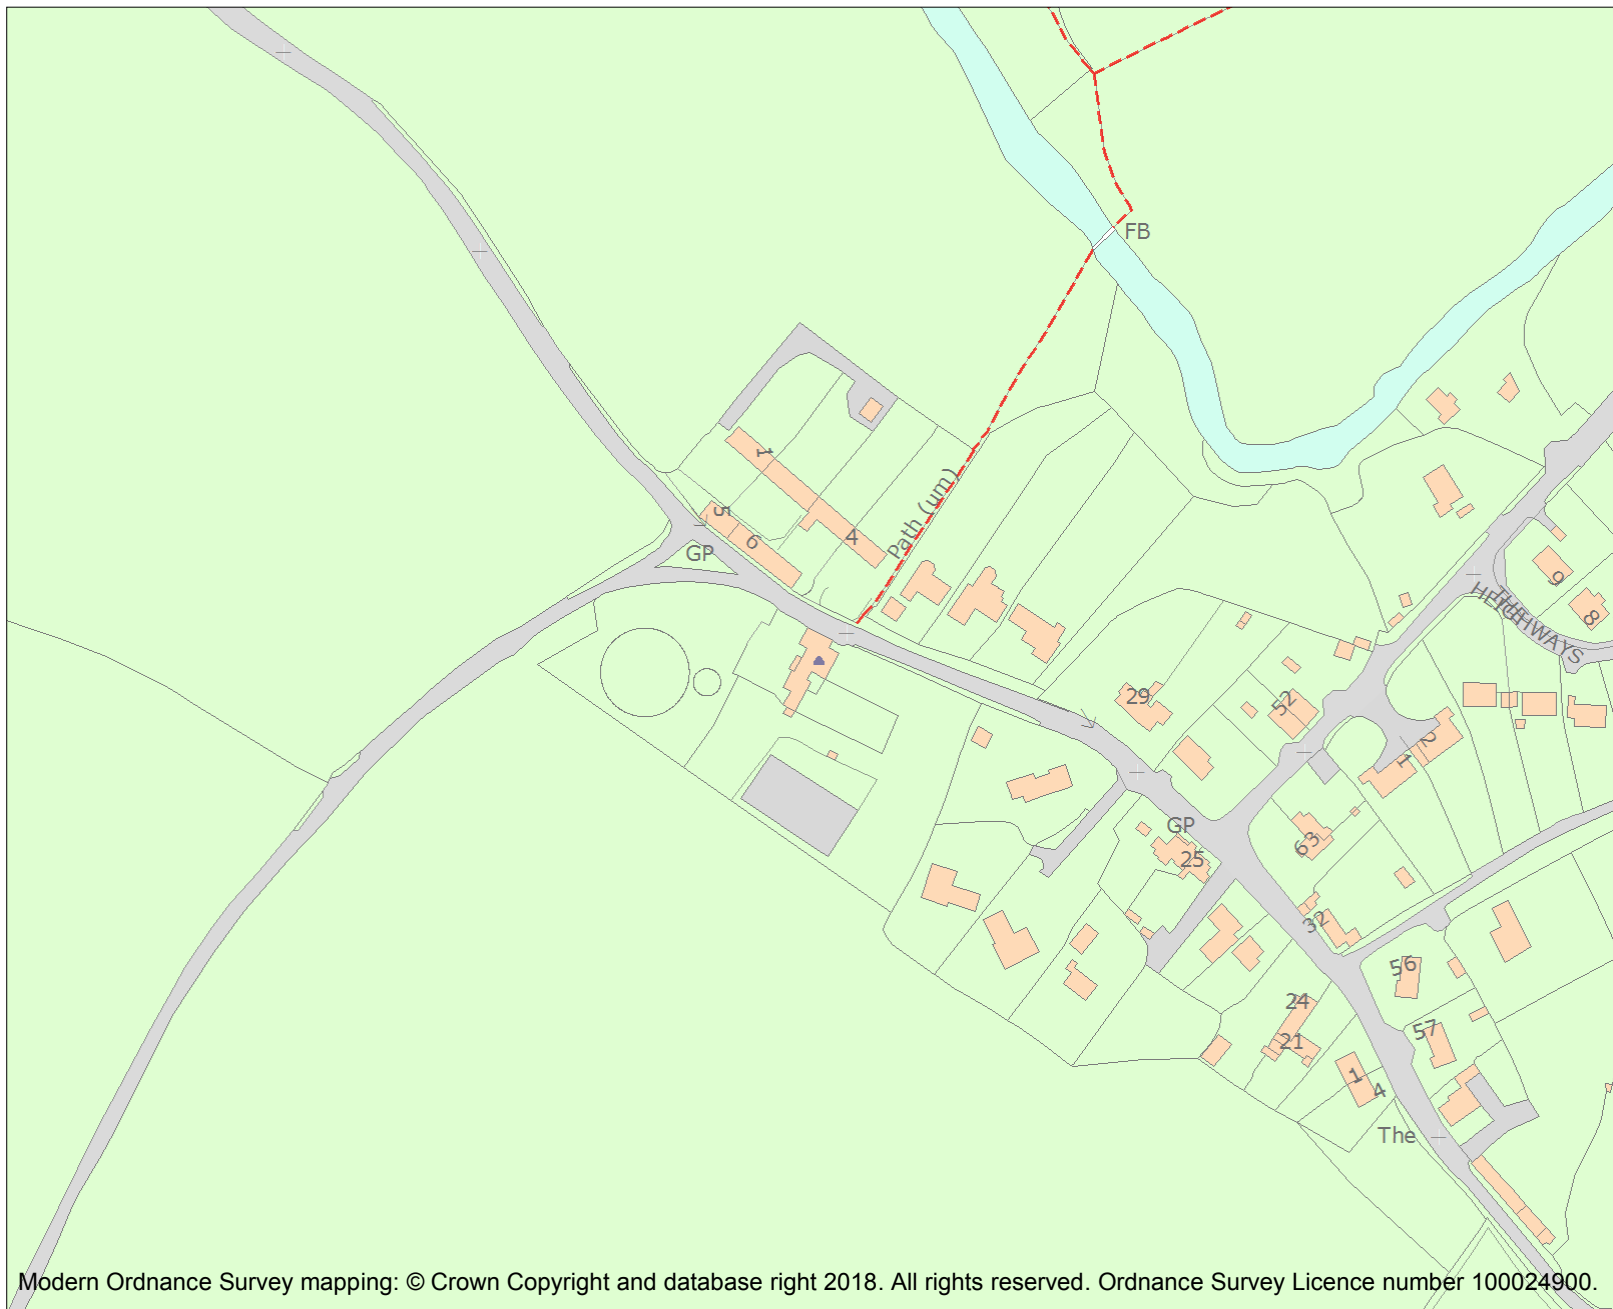 FB
1
5
6
4
GP
Path (um)
9
8
THE
HIGHWAYS
29
52
2
1
GP
25
63
32
56
24
57
21
1
4
The
Modern Ordnance Survey mapping: © Crown Copyright and database right 2018. All rights reserved. Ordnance Survey Licence number 100024900.